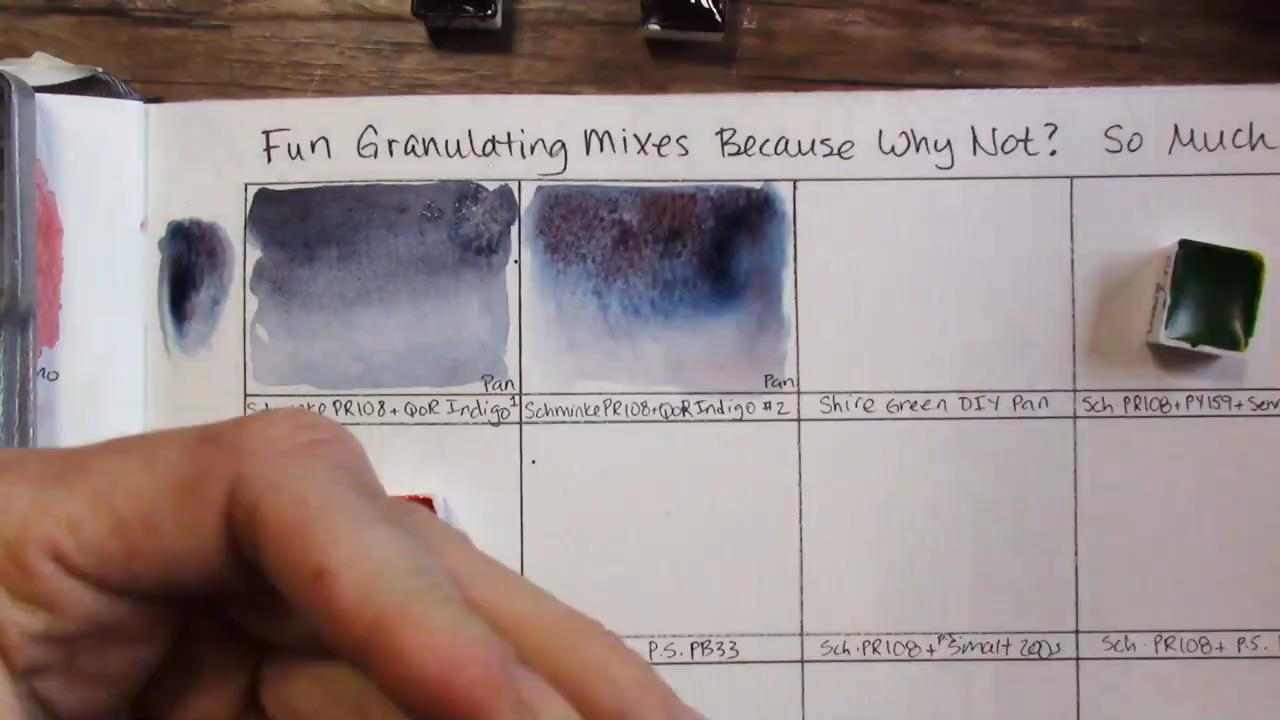 Fun Granulating Mixes Because Why Not? So Much
Pan
Pan
PR108 + QoR Indigo 1
Schminke PR108+QoR Indigo #2
Shire Green DIY Pan
Sch. PR108 + PY159 + Senn
P.S. PB33
Sch. PR108 + P.S. Smalt
Sch. PR108 + P.S.